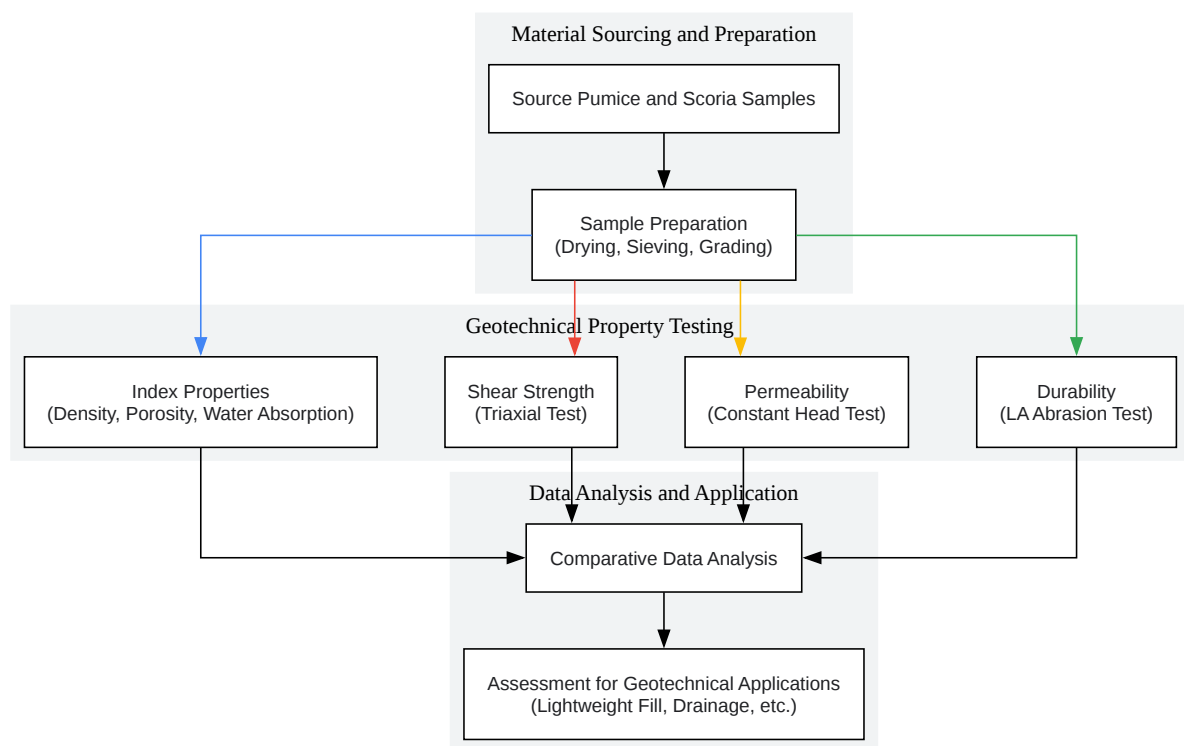 Material Sourcing and Preparation
Source Pumice and Scoria Samples
Sample Preparation
(Drying, Sieving, Grading)
Geotechnical Property Testing
Index Properties
(Density, Porosity, Water Absorption)
Shear Strength
(Triaxial Test)
Permeability
(Constant Head Test)
Durability
(LA Abrasion Test)
Data Analysis and Application
Comparative Data Analysis
Assessment for Geotechnical Applications
(Lightweight Fill, Drainage, etc.)